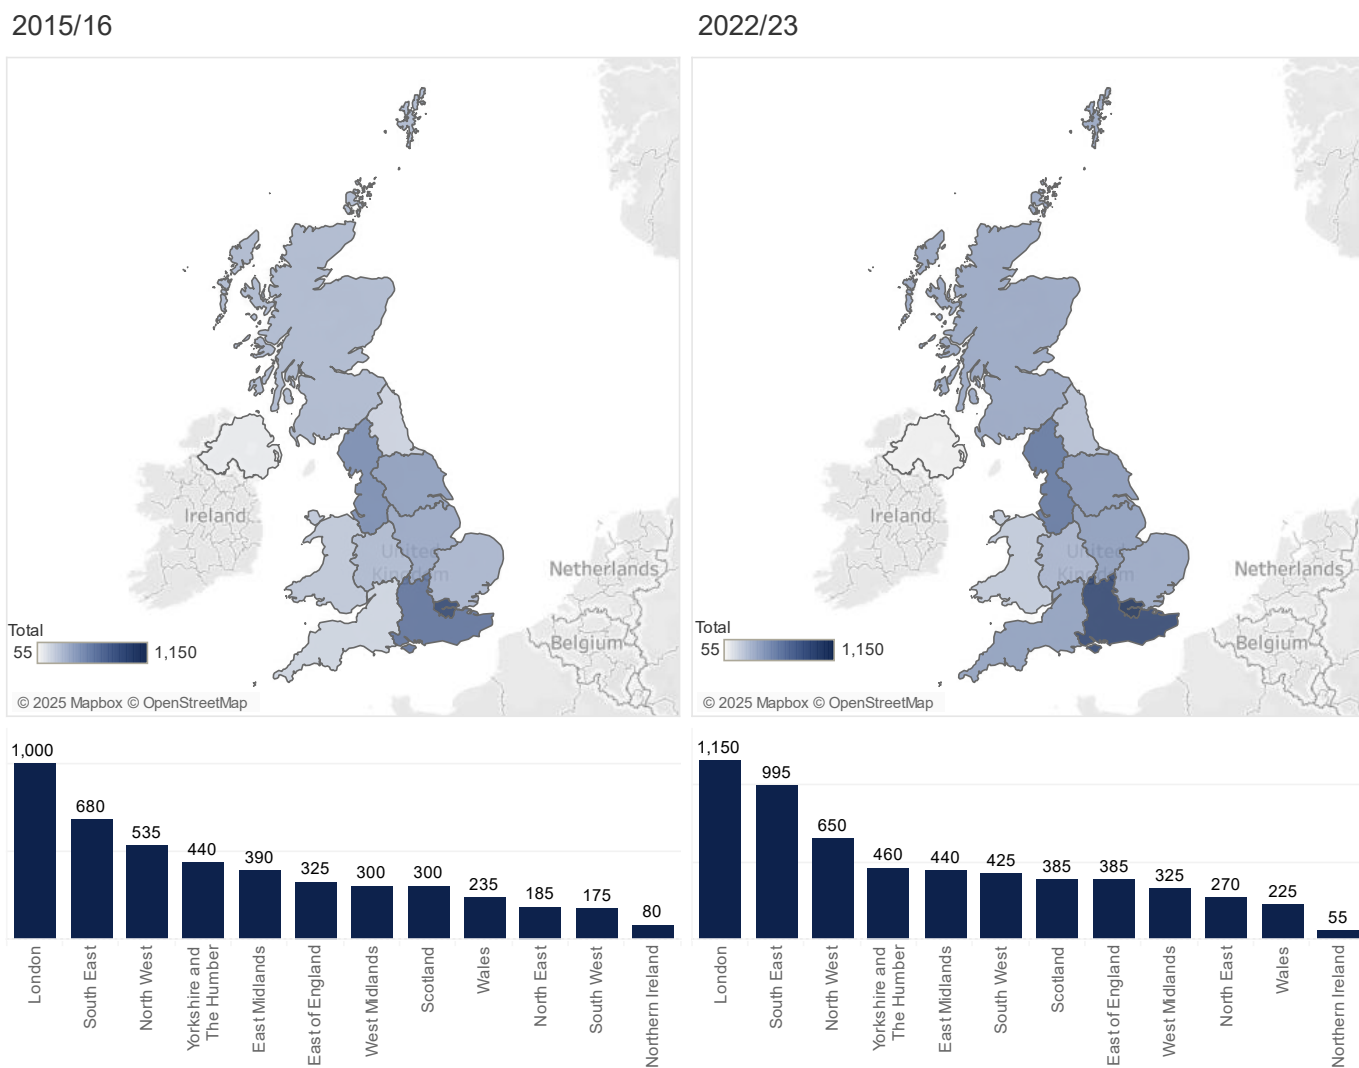 2015/16
2022/23
Ireland
United
Kingdom
Netherlands
Belgium
Total
55
1,150
© 2025 Mapbox © OpenStreetMap
Ireland
United
Kingdom
Netherlands
Belgium
Total
55
1,150
© 2025 Mapbox © OpenStreetMap
1,000
680
535
440
390
325
300
300
235
185
175
80
London
South East
North West
Yorkshire and
The Humber
East Midlands
East of England
West Midlands
Scotland
Wales
North East
South West
Northern Ireland
1,150
995
650
460
440
425
385
385
325
270
225
55
London
South East
North West
Yorkshire and
The Humber
East Midlands
South West
Scotland
East of England
West Midlands
North East
Wales
Northern Ireland